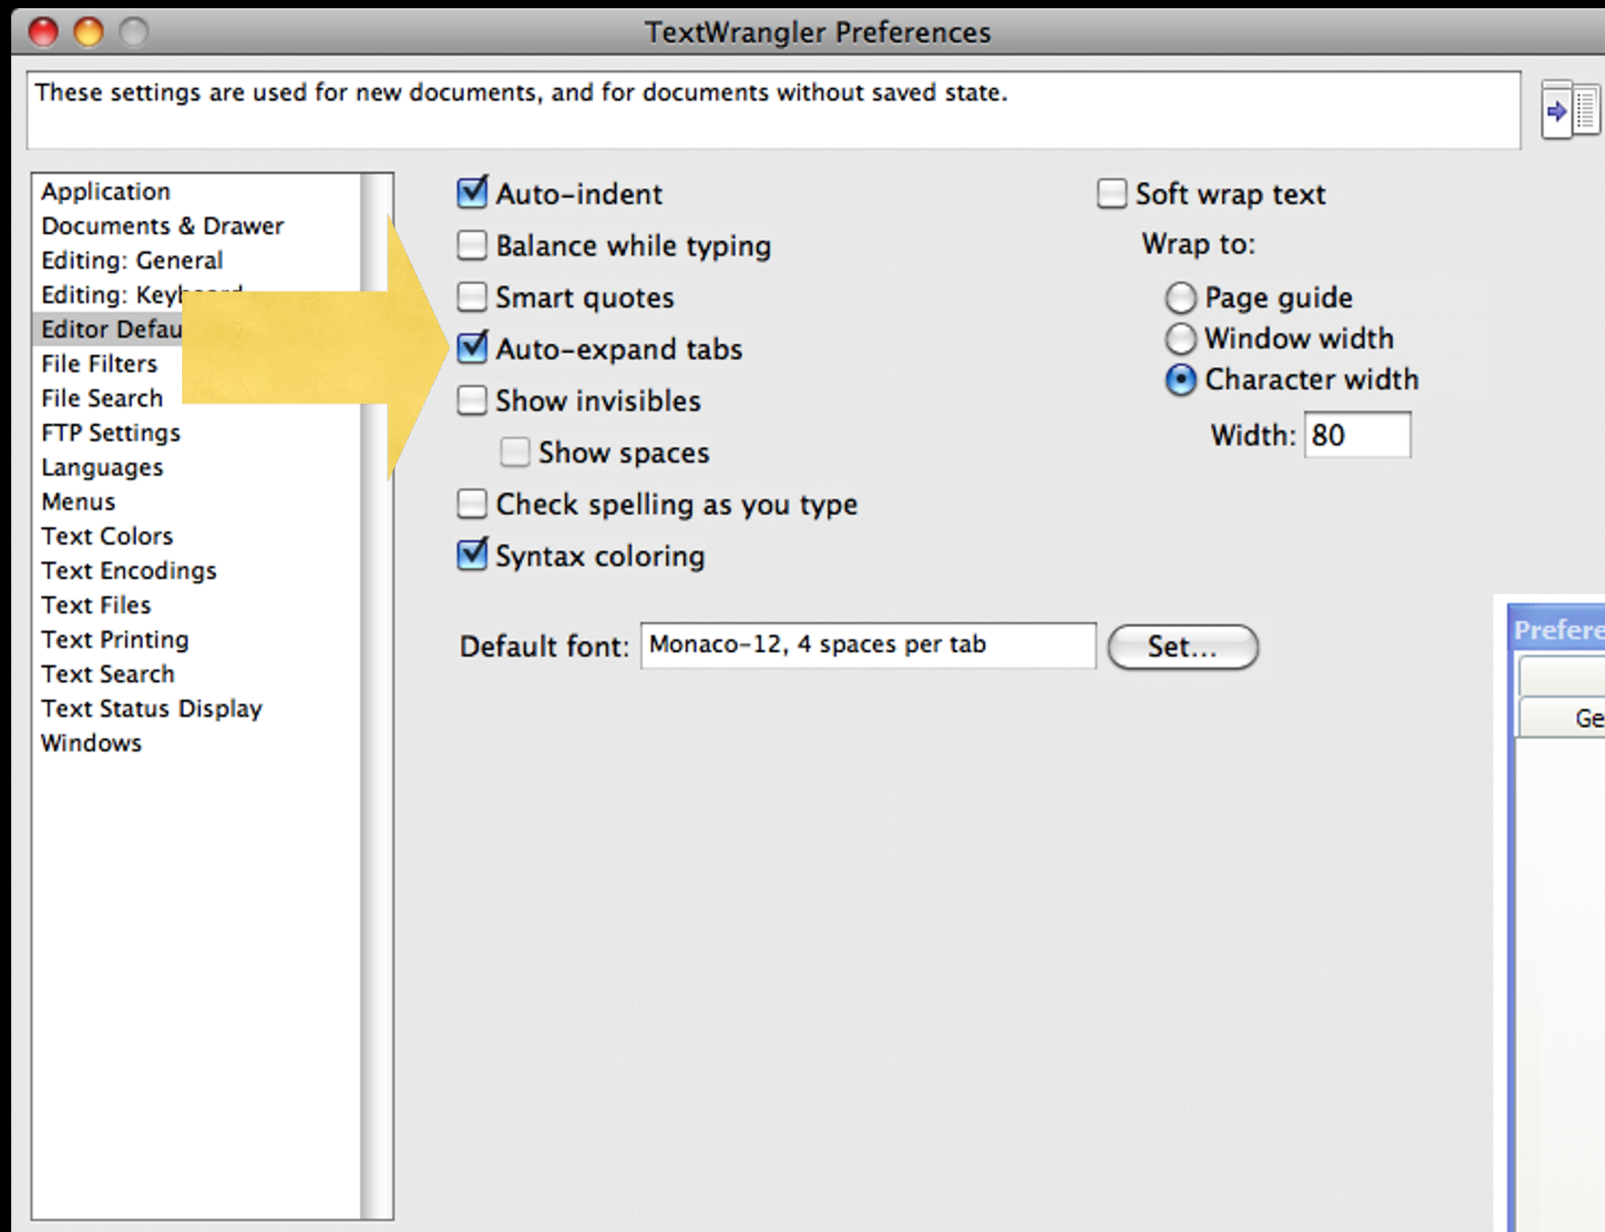 TextWrangler Preferences
These settings are used for new documents, and for documents without saved state.
Application
Documents & Drawer
Editing: General
Editing:
Editor
File Filters
File Search
FTP Settings
Languages
Menus
Text Colors
Text Encodings
Text Files
Text Printing
Text Search
Text Status Display
Windows
Auto-indent
Balance while typing
Smart quotes
Auto-expand tabs
Show invisibles
Show spaces
Check spelling as you type
Syntax coloring
Default font: Monaco-12, 4 spaces per tab Set...
Soft wrap text
Wrap to:
Page guide
Window width
Character width
Width: 80